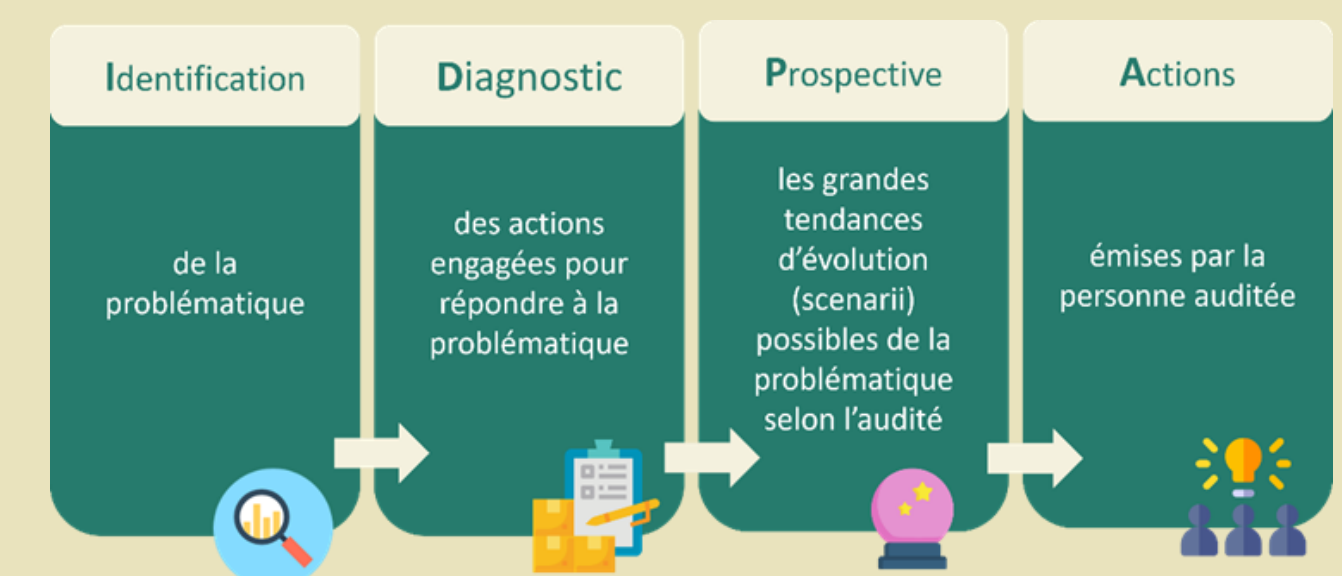 Identification
de la
problématique
Diagnostic
des actions
engagées pour
répondre à la
problématique
Prospective
les grandes
tendances
d'évolution
(scenarii)
possibles de la
problématique
selon l'audité
Actions
émises par la
personne auditée